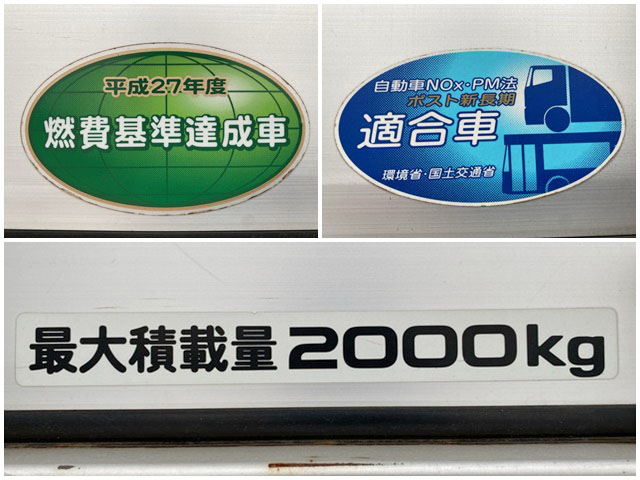 平成27年度
燃費基準達成車
自動車NOx・PM法
ポスト新長期
適合車
環境省・国土交通省
最大積載量 2000kg